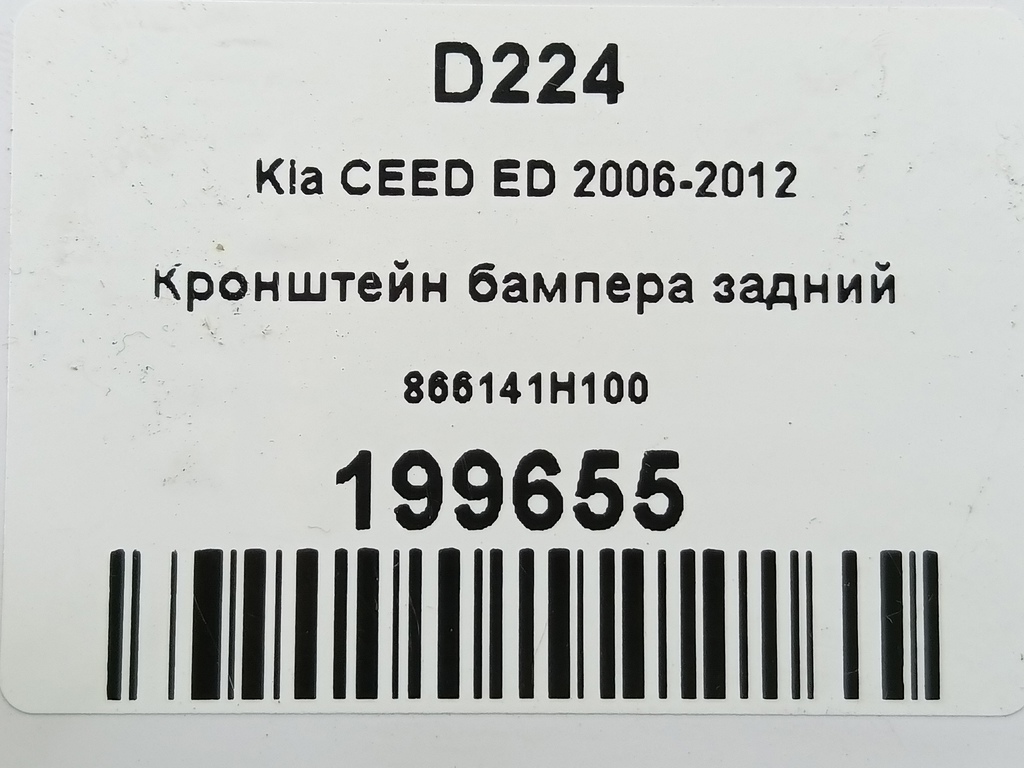 D224
Kia CEED ED 2006-2012
Кронштейн бампера задний
866141H100
199655